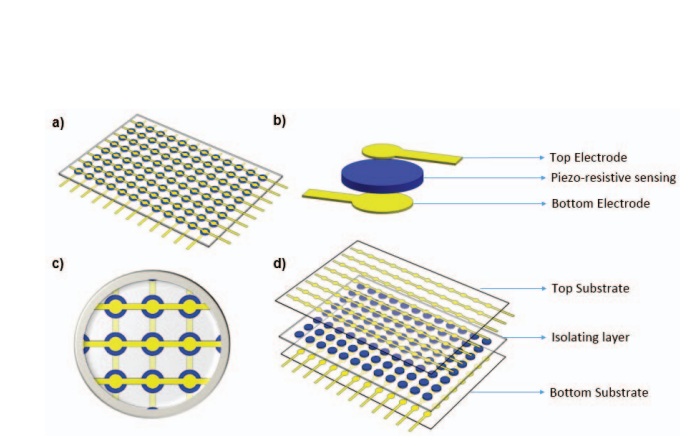 a)
b)
Top Electrode
Piezo-resistive sensing
Bottom Electrode
c)
d)
Top Substrate
Isolating layer
Bottom Substrate